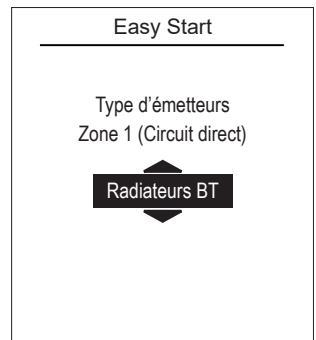 Easy Start
Type d'émetteurs
Zone 1 (Circuit direct)
Radiateurs BT